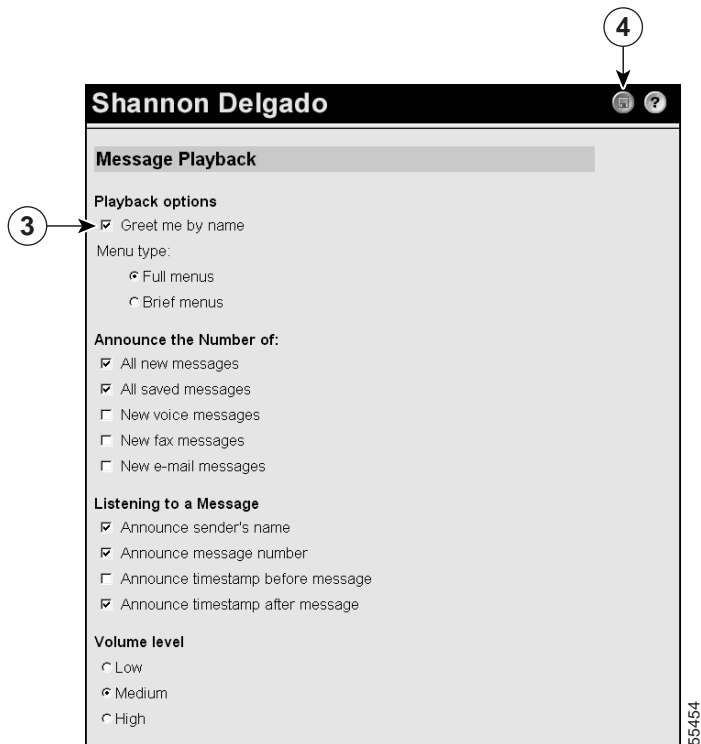 4
Shannon Delgado
?
Message Playback
Playback options
3
Greet me by name
Menu type:
Full menus
Brief menus
Announce the Number of:
All new messages
All saved messages
New voice messages
New fax messages
New e-mail messages
Listening to a Message
Announce sender's name
Announce message number
Announce timestamp before message
Announce timestamp after message
Volume level
Low
Medium
High
55454